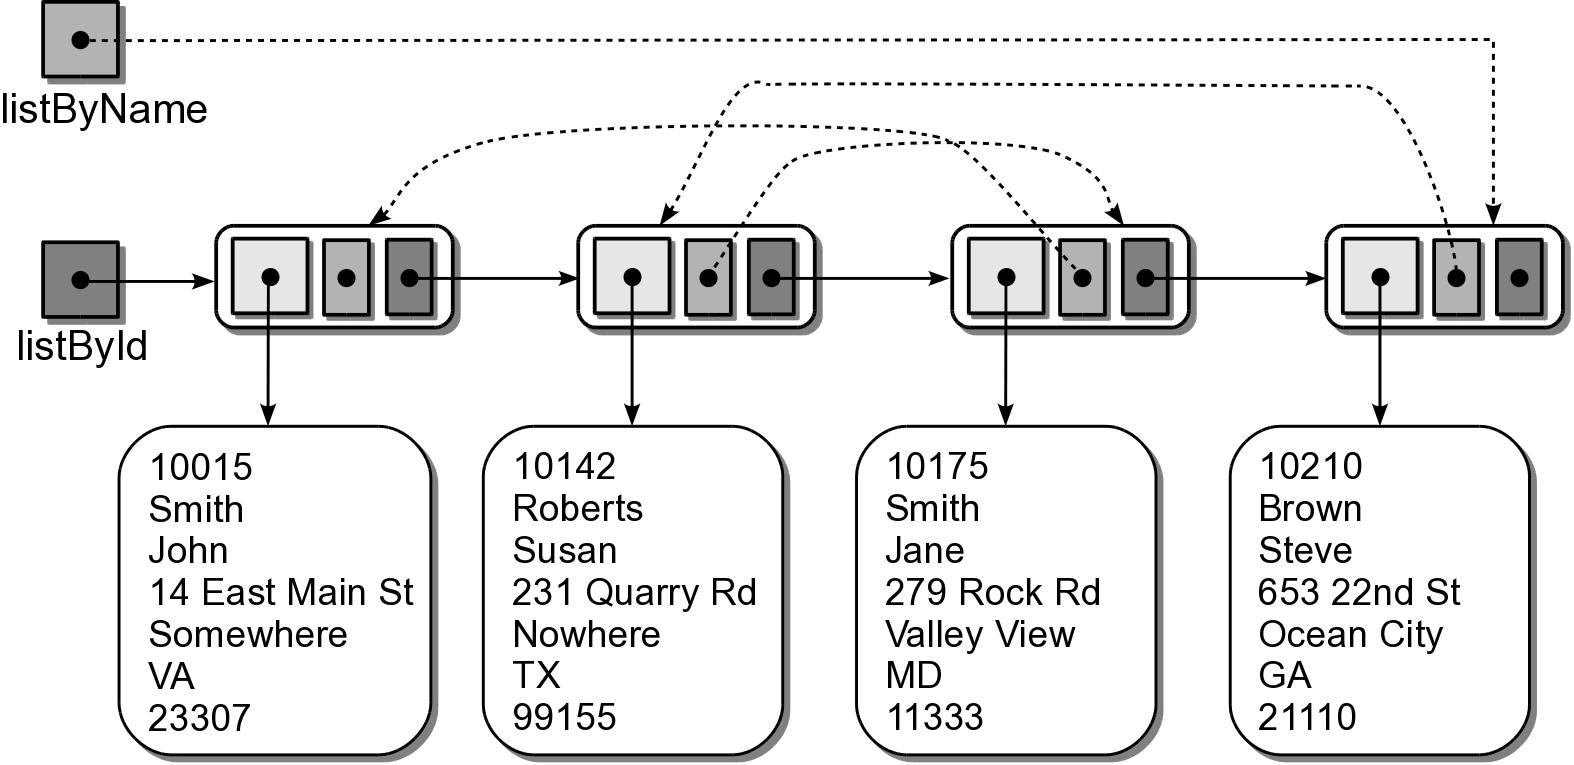 listByName
listById
10015
Smith
John
14 East Main St
Somewhere
VA
23307
10142
Roberts
Susan
231 Quarry Rd
Nowhere
TX
99155
10175
Smith
Jane
279 Rock Rd
Valley View
MD
11333
10210
Brown
Steve
653 22nd St
Ocean City
GA
21110